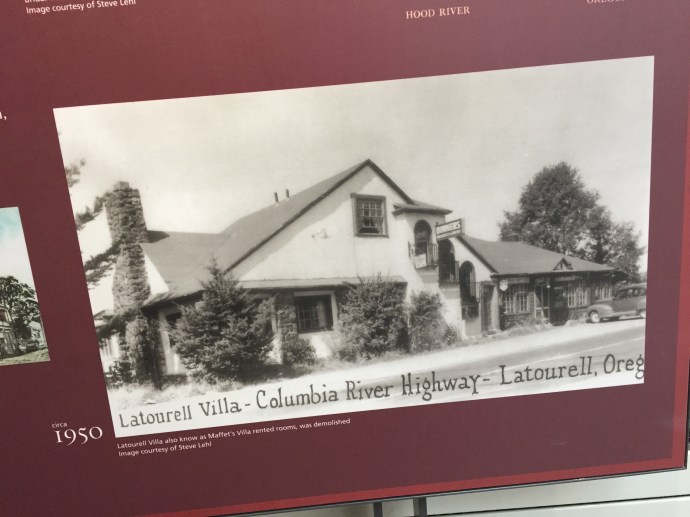 Image courtesy of Steve Lehl
HOOD RIVER
Latourell Villa - Columbia River Highway - Latourell, Oreg
circa
1950
Latourell Villa also know as Maffet's Villa rented rooms, was demolished
Image courtesy of Steve Lehl